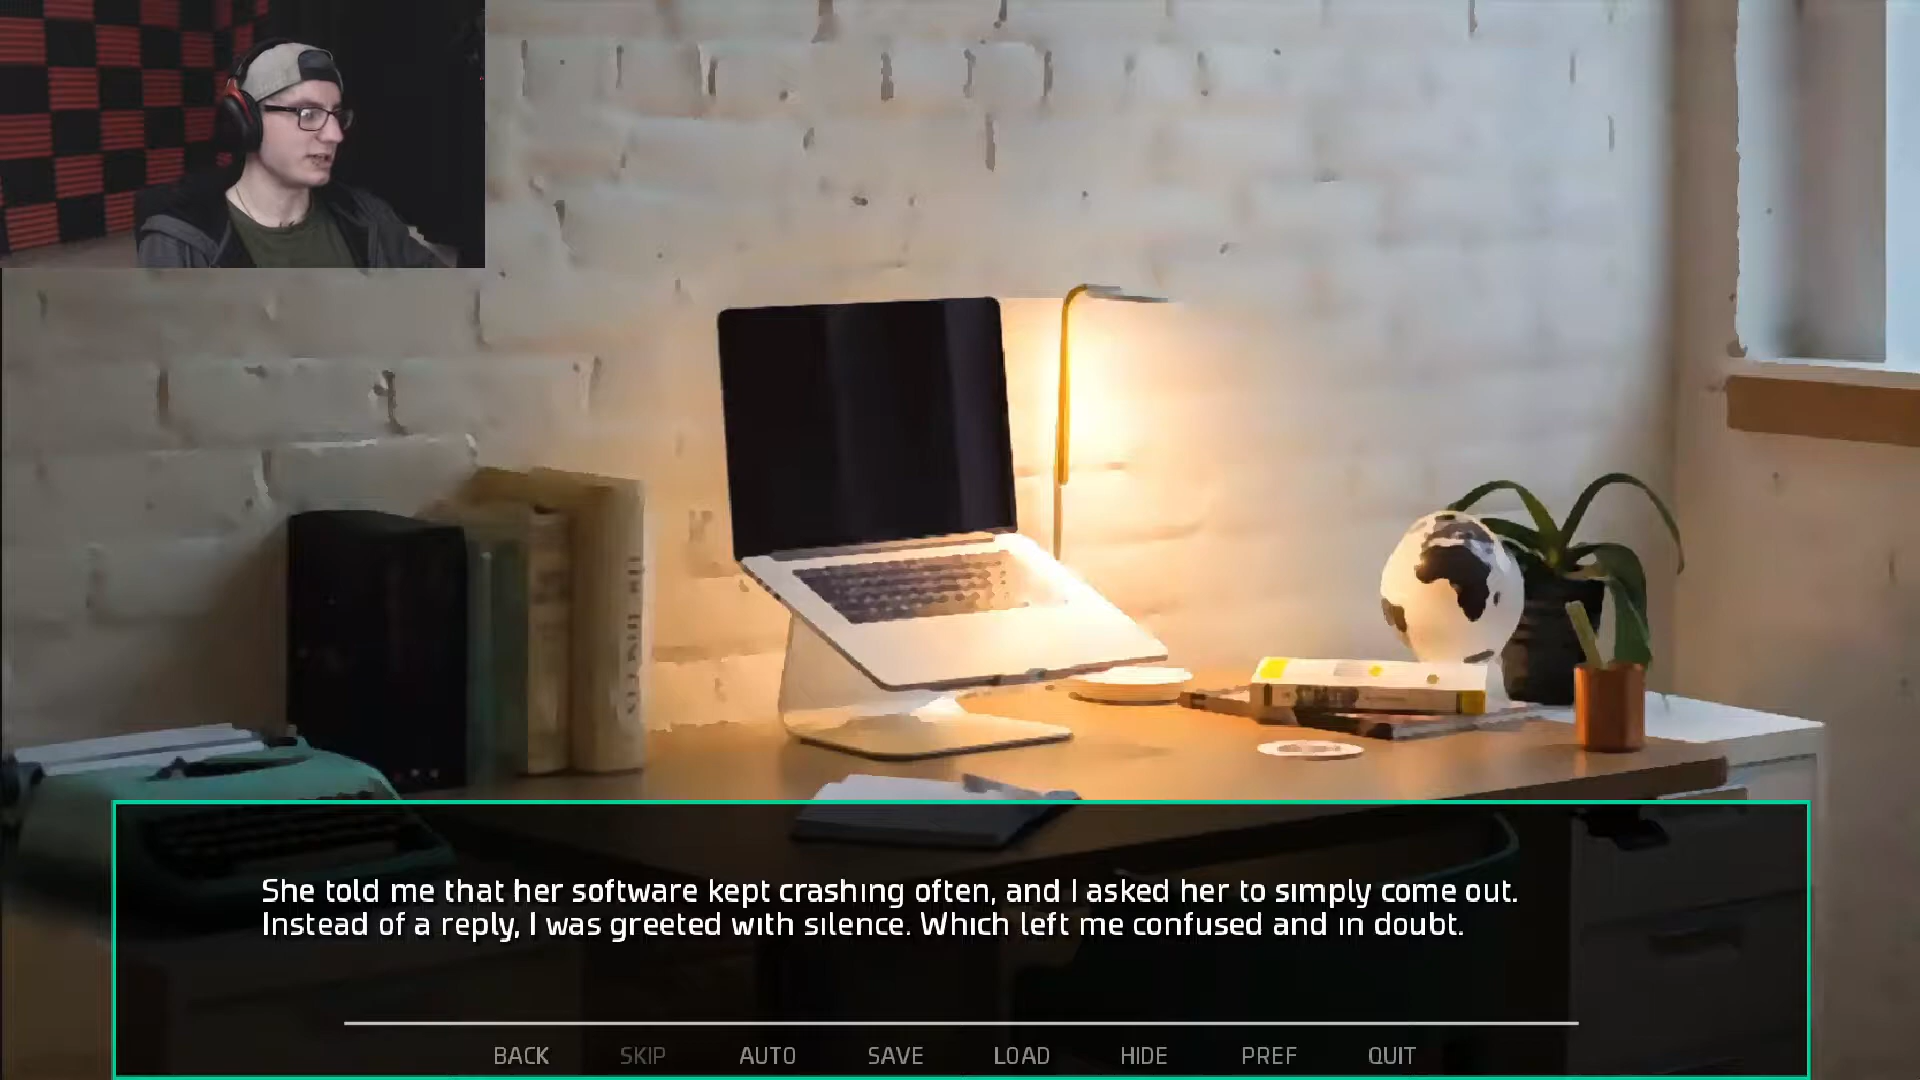 She told me that her software kept crashing often, and I asked her to simply come out.
Instead of a reply, I was greeted with silence. Which left me confused and in doubt.
BACK SKIP AUTO SAVE LOAD HIDE PREF QUIT